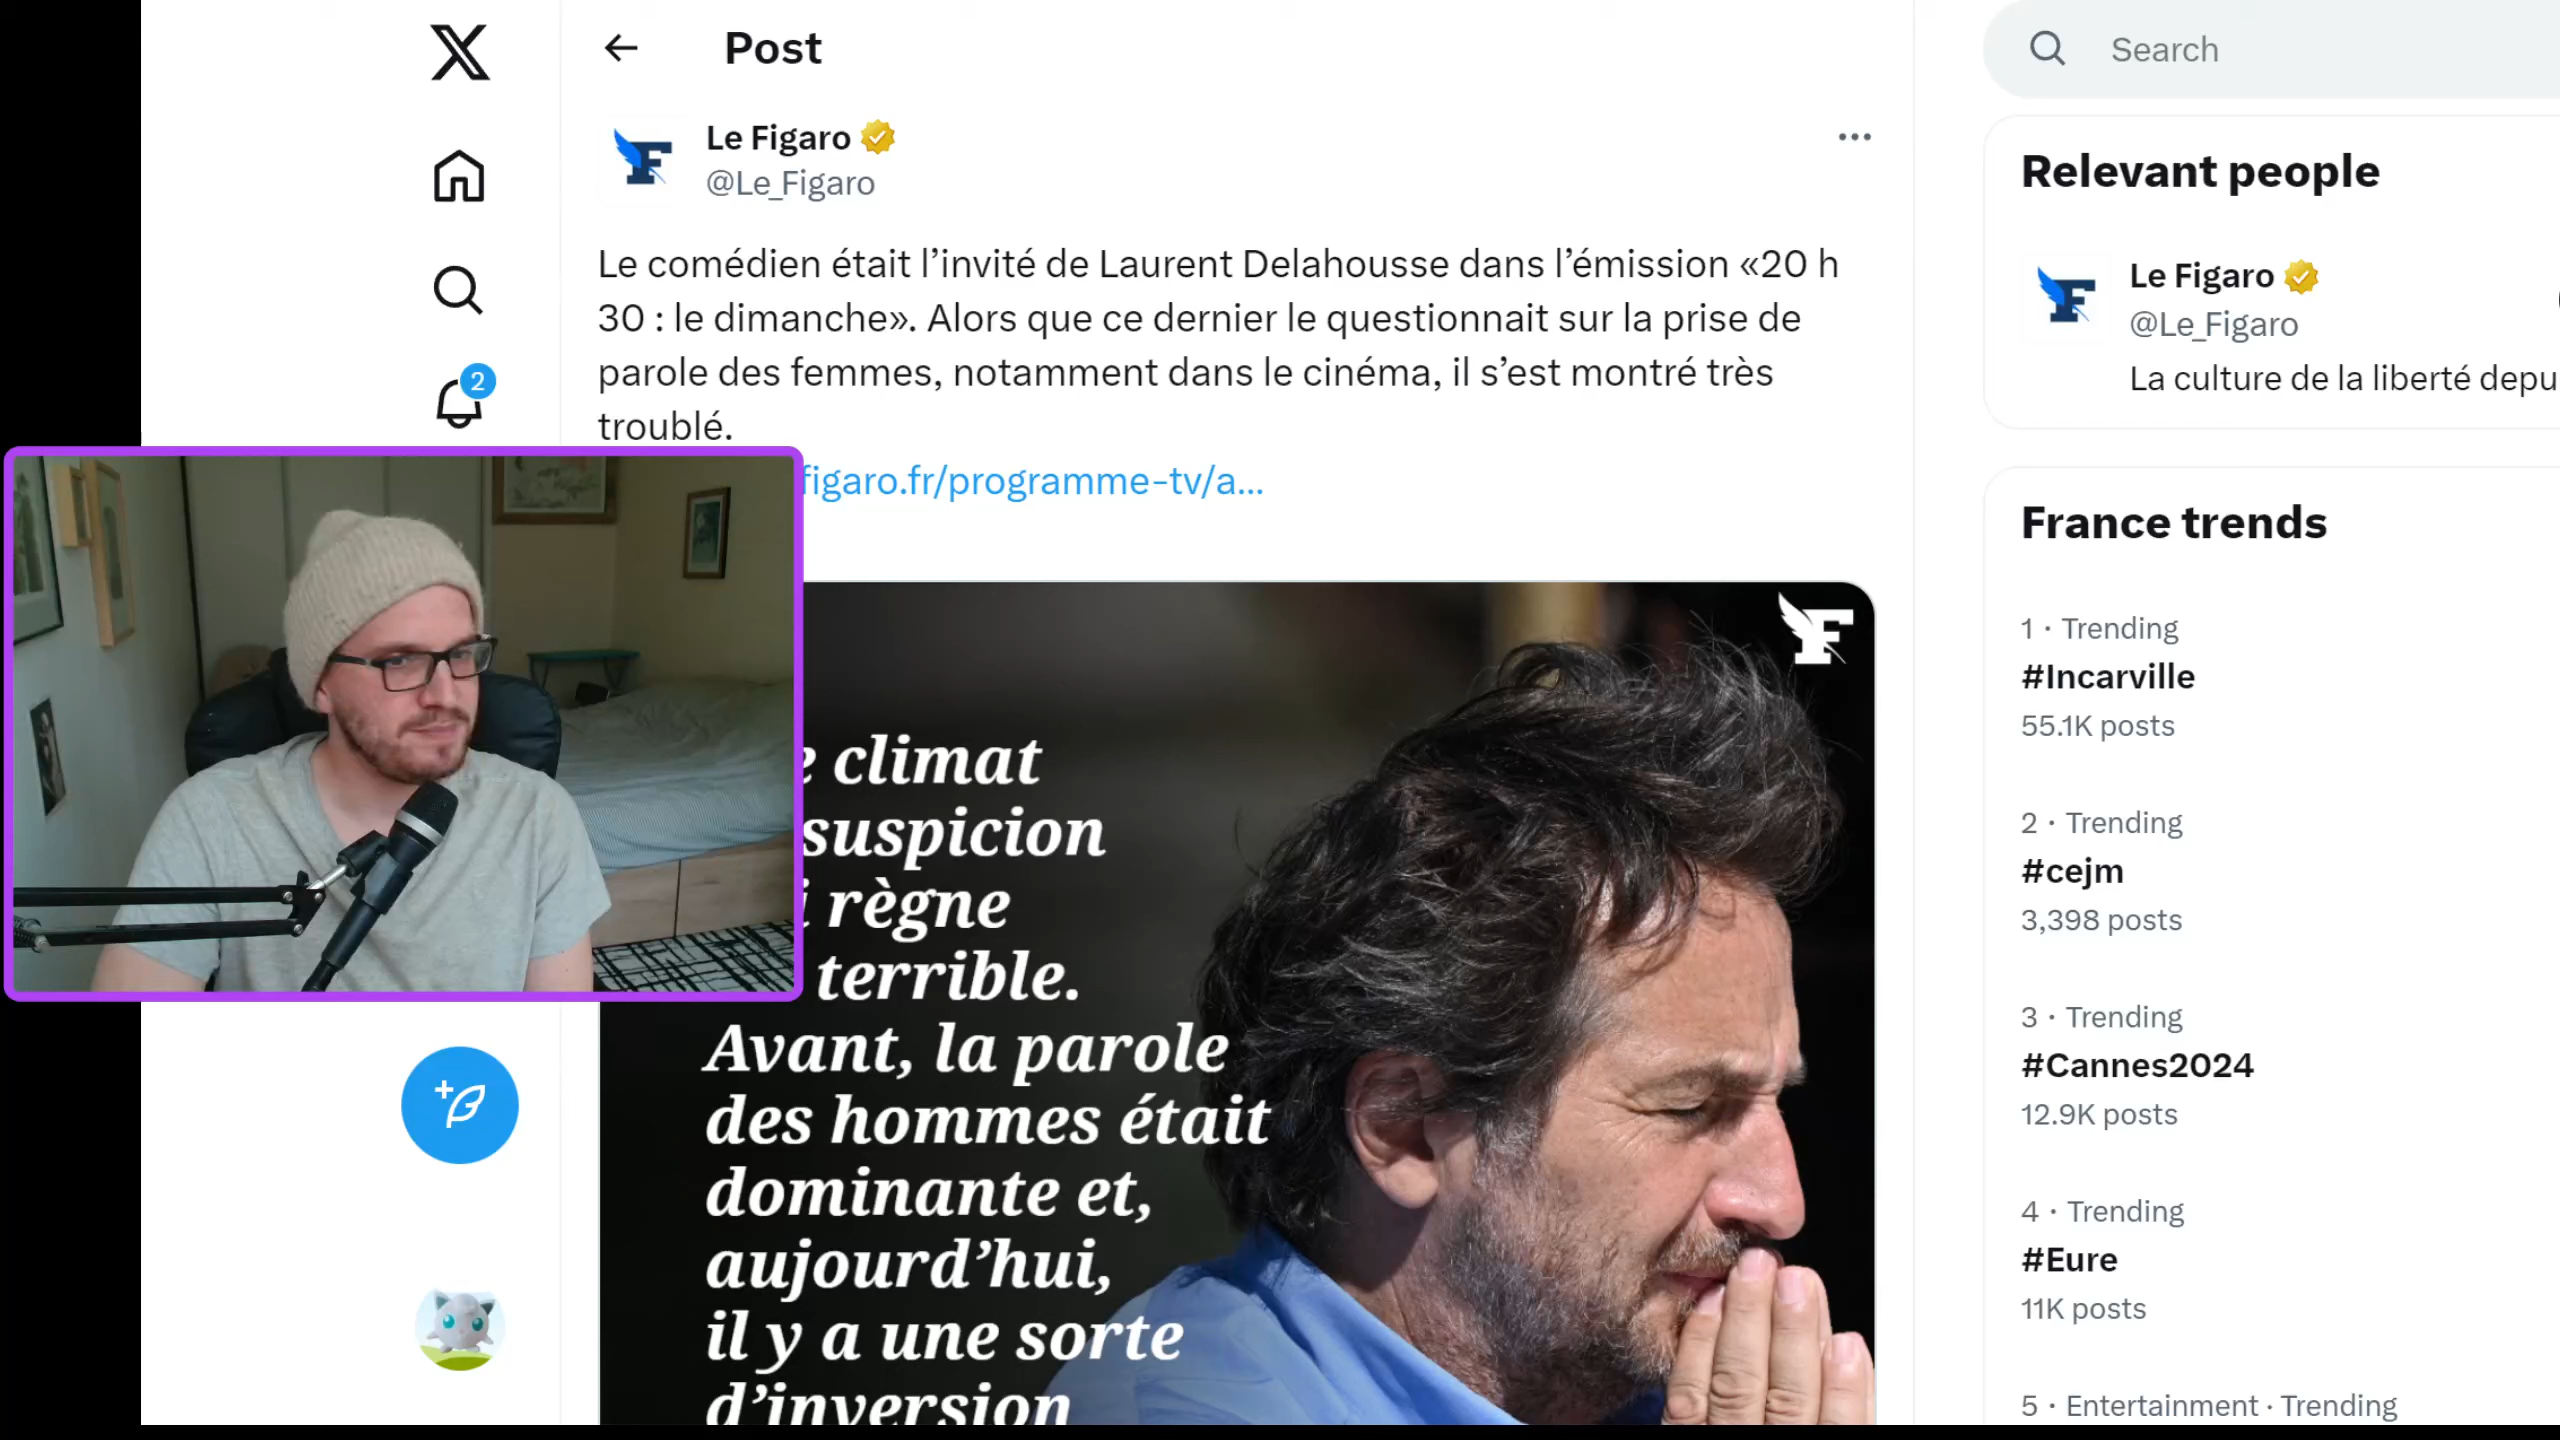 Post
Le Figaro
@Le_Figaro
Le comédien était l’invité de Laurent Delahousse dans l’émission «20 h
30 : le dimanche». Alors que ce dernier le questionnait sur la prise de
parole des femmes, notamment dans le cinéma, il s’est montré très
troublé.
figaro.fr/programme-tv/a...
climat
suspicion
règne
terrible.
Avant, la parole
des hommes était
dominante et,
aujourd’hui,
il y a une sorte
d’inversion
2
Search
Relevant people
Le Figaro
@Le_Figaro
La culture de la liberté depu
France trends
1 · Trending
#Incarville
55.1K posts
2 · Trending
#cejm
3,398 posts
3 · Trending
#Cannes2024
12.9K posts
4 · Trending
#Eure
11K posts
5 · Entertainment · Trending